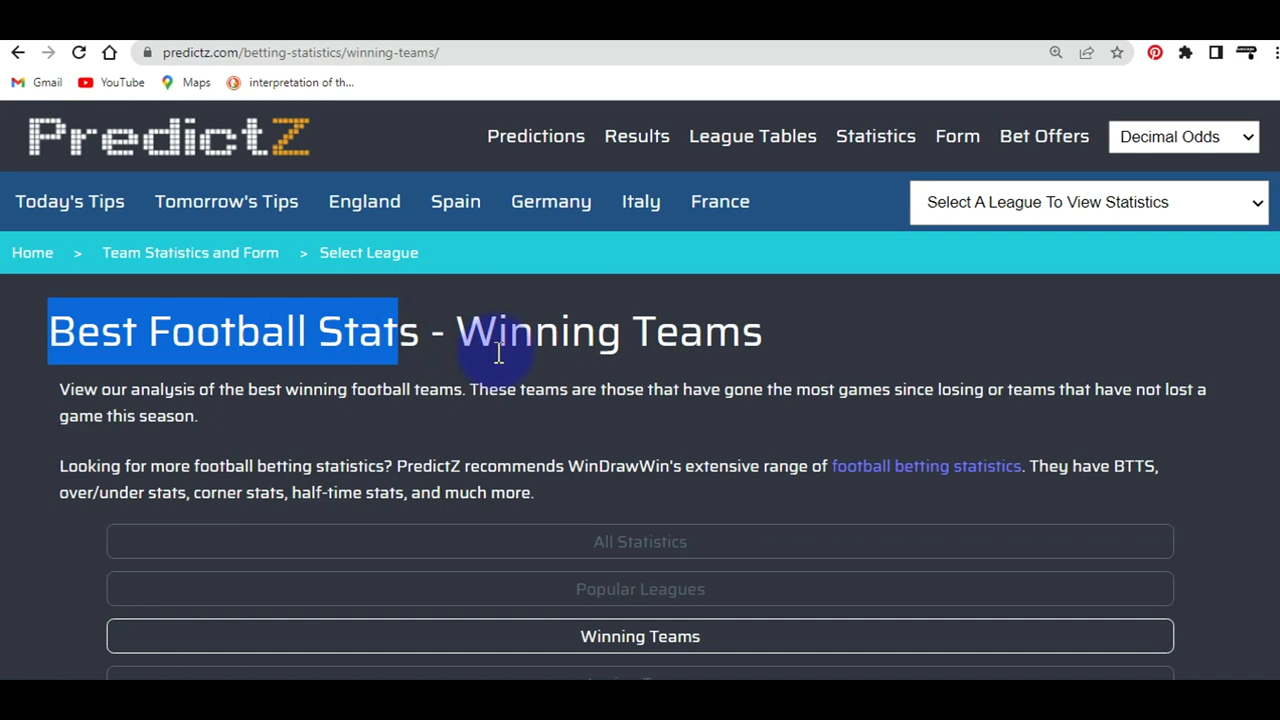 predictz.com/betting-statistics/winning-teams/
Gmail YouTube Maps interpretation of th...
PredictZ
Predictions Results League Tables Statistics Form Bet Offers Decimal Odds
Today's Tips Tomorrow's Tips England Spain Germany Italy France Select A League To View Statistics
Home > Team Statistics and Form > Select League
Best Football Stats - Winning Teams
View our analysis of the best winning football teams. These teams are those that have gone the most games since losing or teams that have not lost a
game this season.
Looking for more football betting statistics? PredictZ recommends WinDrawWin's extensive range of football betting statistics. They have BTTS,
over/under stats, corner stats, half-time stats, and much more.
All Statistics
Popular Leagues
Winning Teams